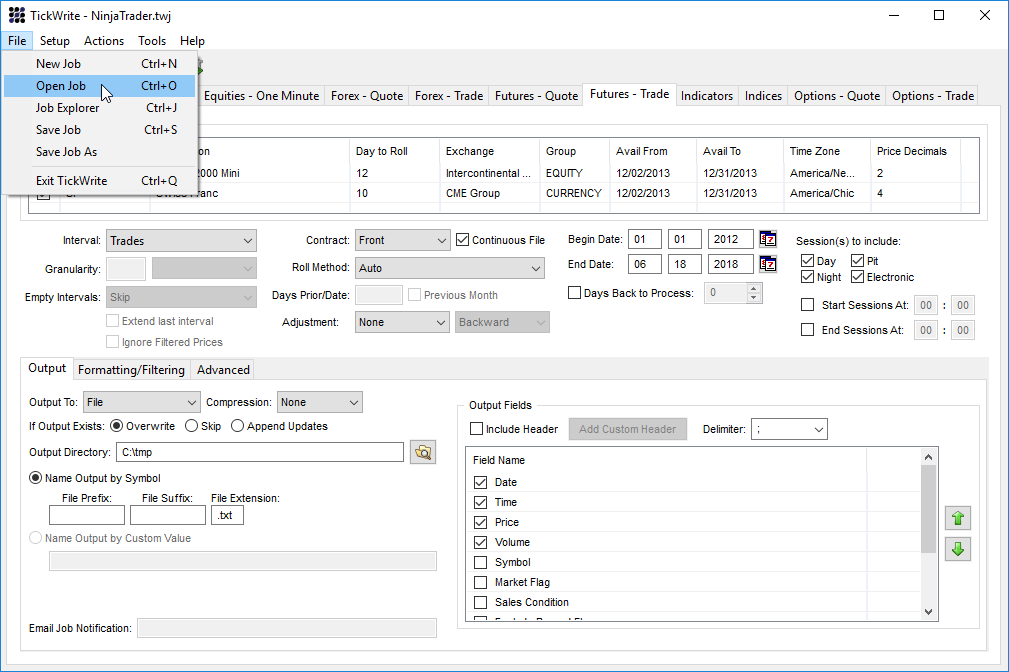 TickWrite - NinjaTrader.twj
File Setup Actions Tools Help
New Job Ctrl+N
Open Job Ctrl+O
Job Explorer Ctrl+J
Save Job Ctrl+S
Save Job As
Exit TickWrite Ctrl+Q
Equities - One Minute Forex - Quote Forex - Trade Futures - Quote Futures - Trade Indicators Indices Options - Quote Options - Trade
on Day to Roll Exchange Group Avail From Avail To Time Zone Price Decimals
2000 Mini 12 Intercontinental ... EQUITY 12/02/2013 12/31/2013 America/Ne... 2
Franc 10 CME Group CURRENCY 12/02/2013 12/31/2013 America/Chic 4
Interval: Trades Contract: Front Continuous File Begin Date: 01 01 2012 Session(s) to include:
Granularity: Roll Method: Auto End Date: 06 18 2018 Day Pit
Night Electronic
Empty Intervals: Skip Days Prior/Date: Previous Month Days Back to Process: 0
Start Sessions At: 00 : 00
Extend last interval Adjustment: None Backward
End Sessions At: 00 : 00
Ignore Filtered Prices
Output Formatting/Filtering Advanced
Output To: File Compression: None
If Output Exists: Overwrite Skip Append Updates
Output Directory: C:\tmp
Name Output by Symbol
File Prefix: File Suffix: File Extension:
.txt
Name Output by Custom Value
Email Job Notification:
Output Fields
Include Header Add Custom Header Delimiter: ;
Field Name
Date
Time
Price
Volume
Symbol
Market Flag
Sales Condition